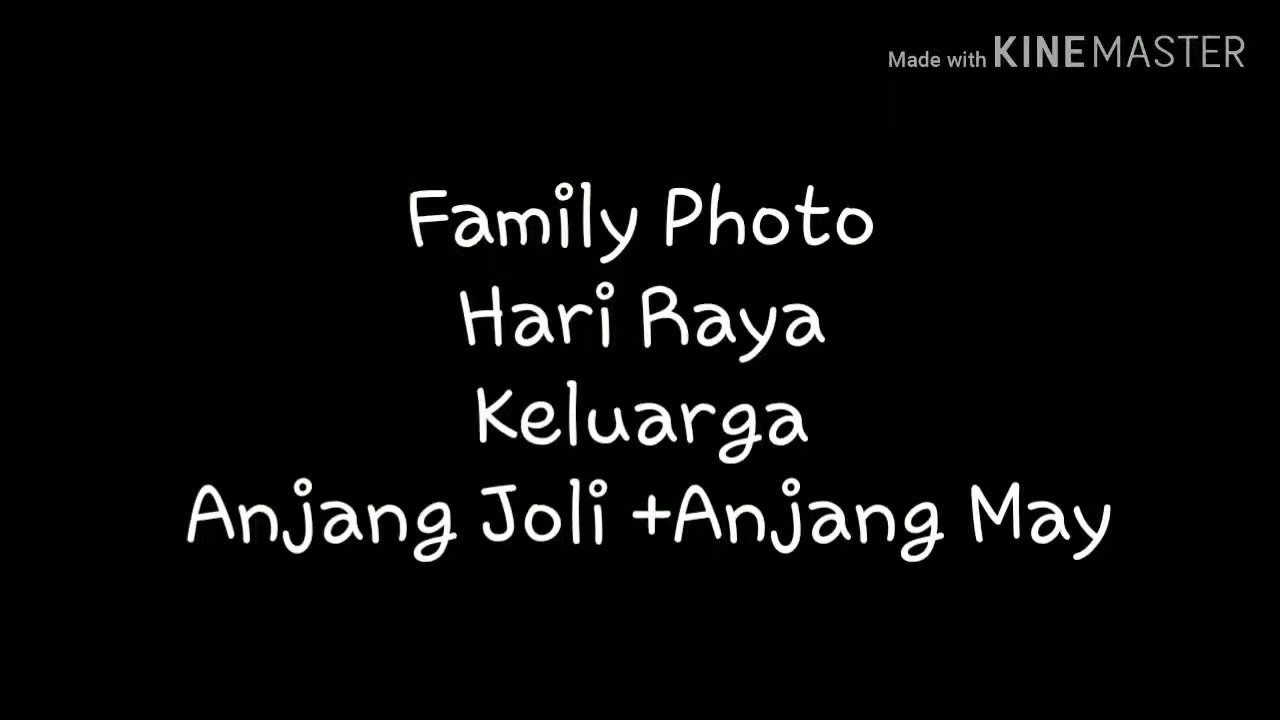 Made with KINEMASTER
Family Photo
Hari Raya
Keluarga
Anjang Joli +Anjang May